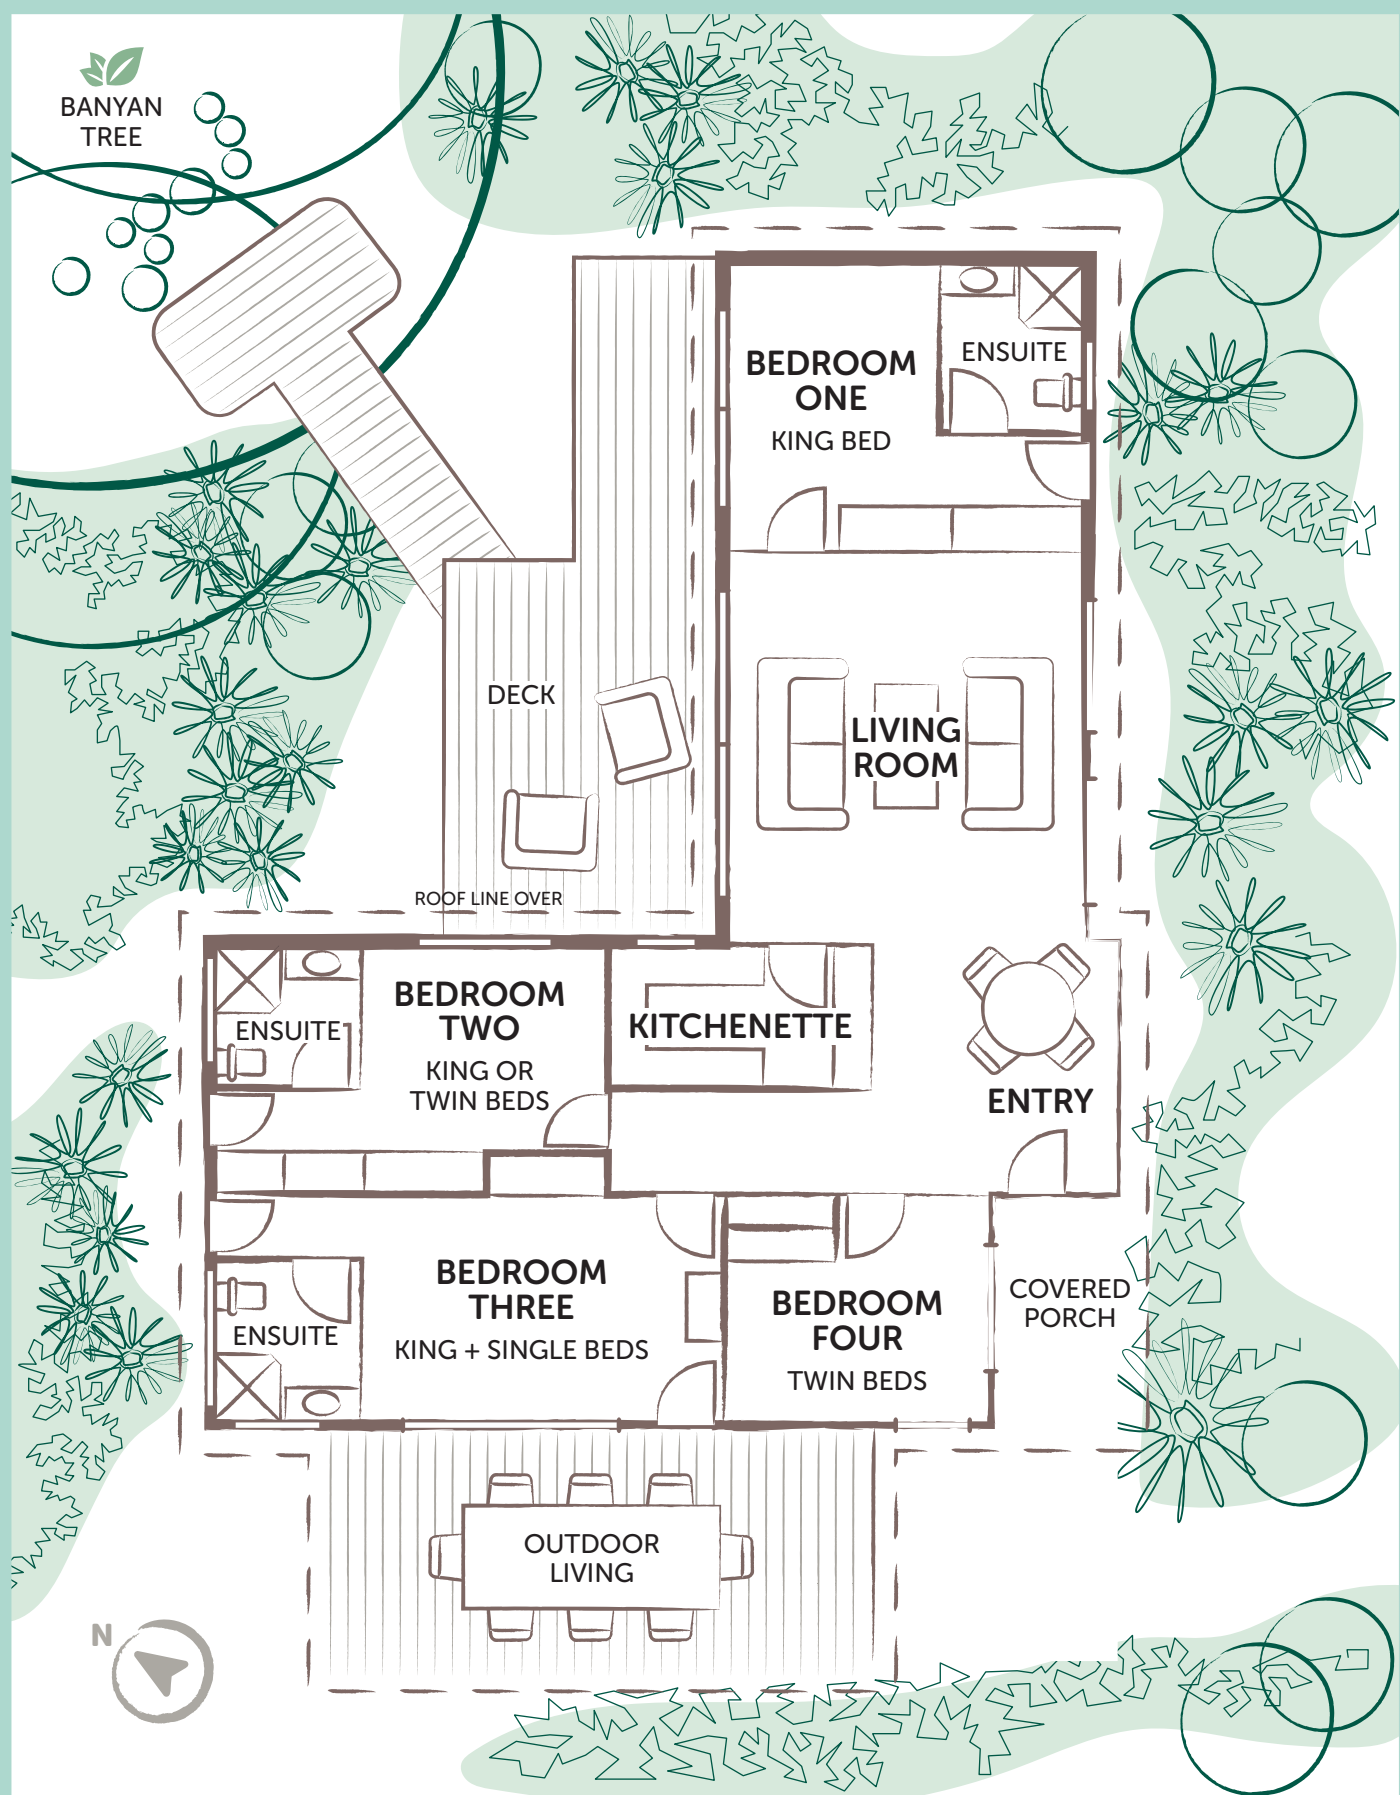 BANYAN
TREE
ENSUITE
BEDROOM
ONE
KING BED
DECK
LIVING
ROOM
ROOF LINE OVER
BEDROOM
TWO
KING OR
TWIN BEDS
ENSUITE
KITCHENETTE
ENTRY
BEDROOM
THREE
KING + SINGLE BEDS
ENSUITE
BEDROOM
FOUR
TWIN BEDS
COVERED
PORCH
OUTDOOR
LIVING
N